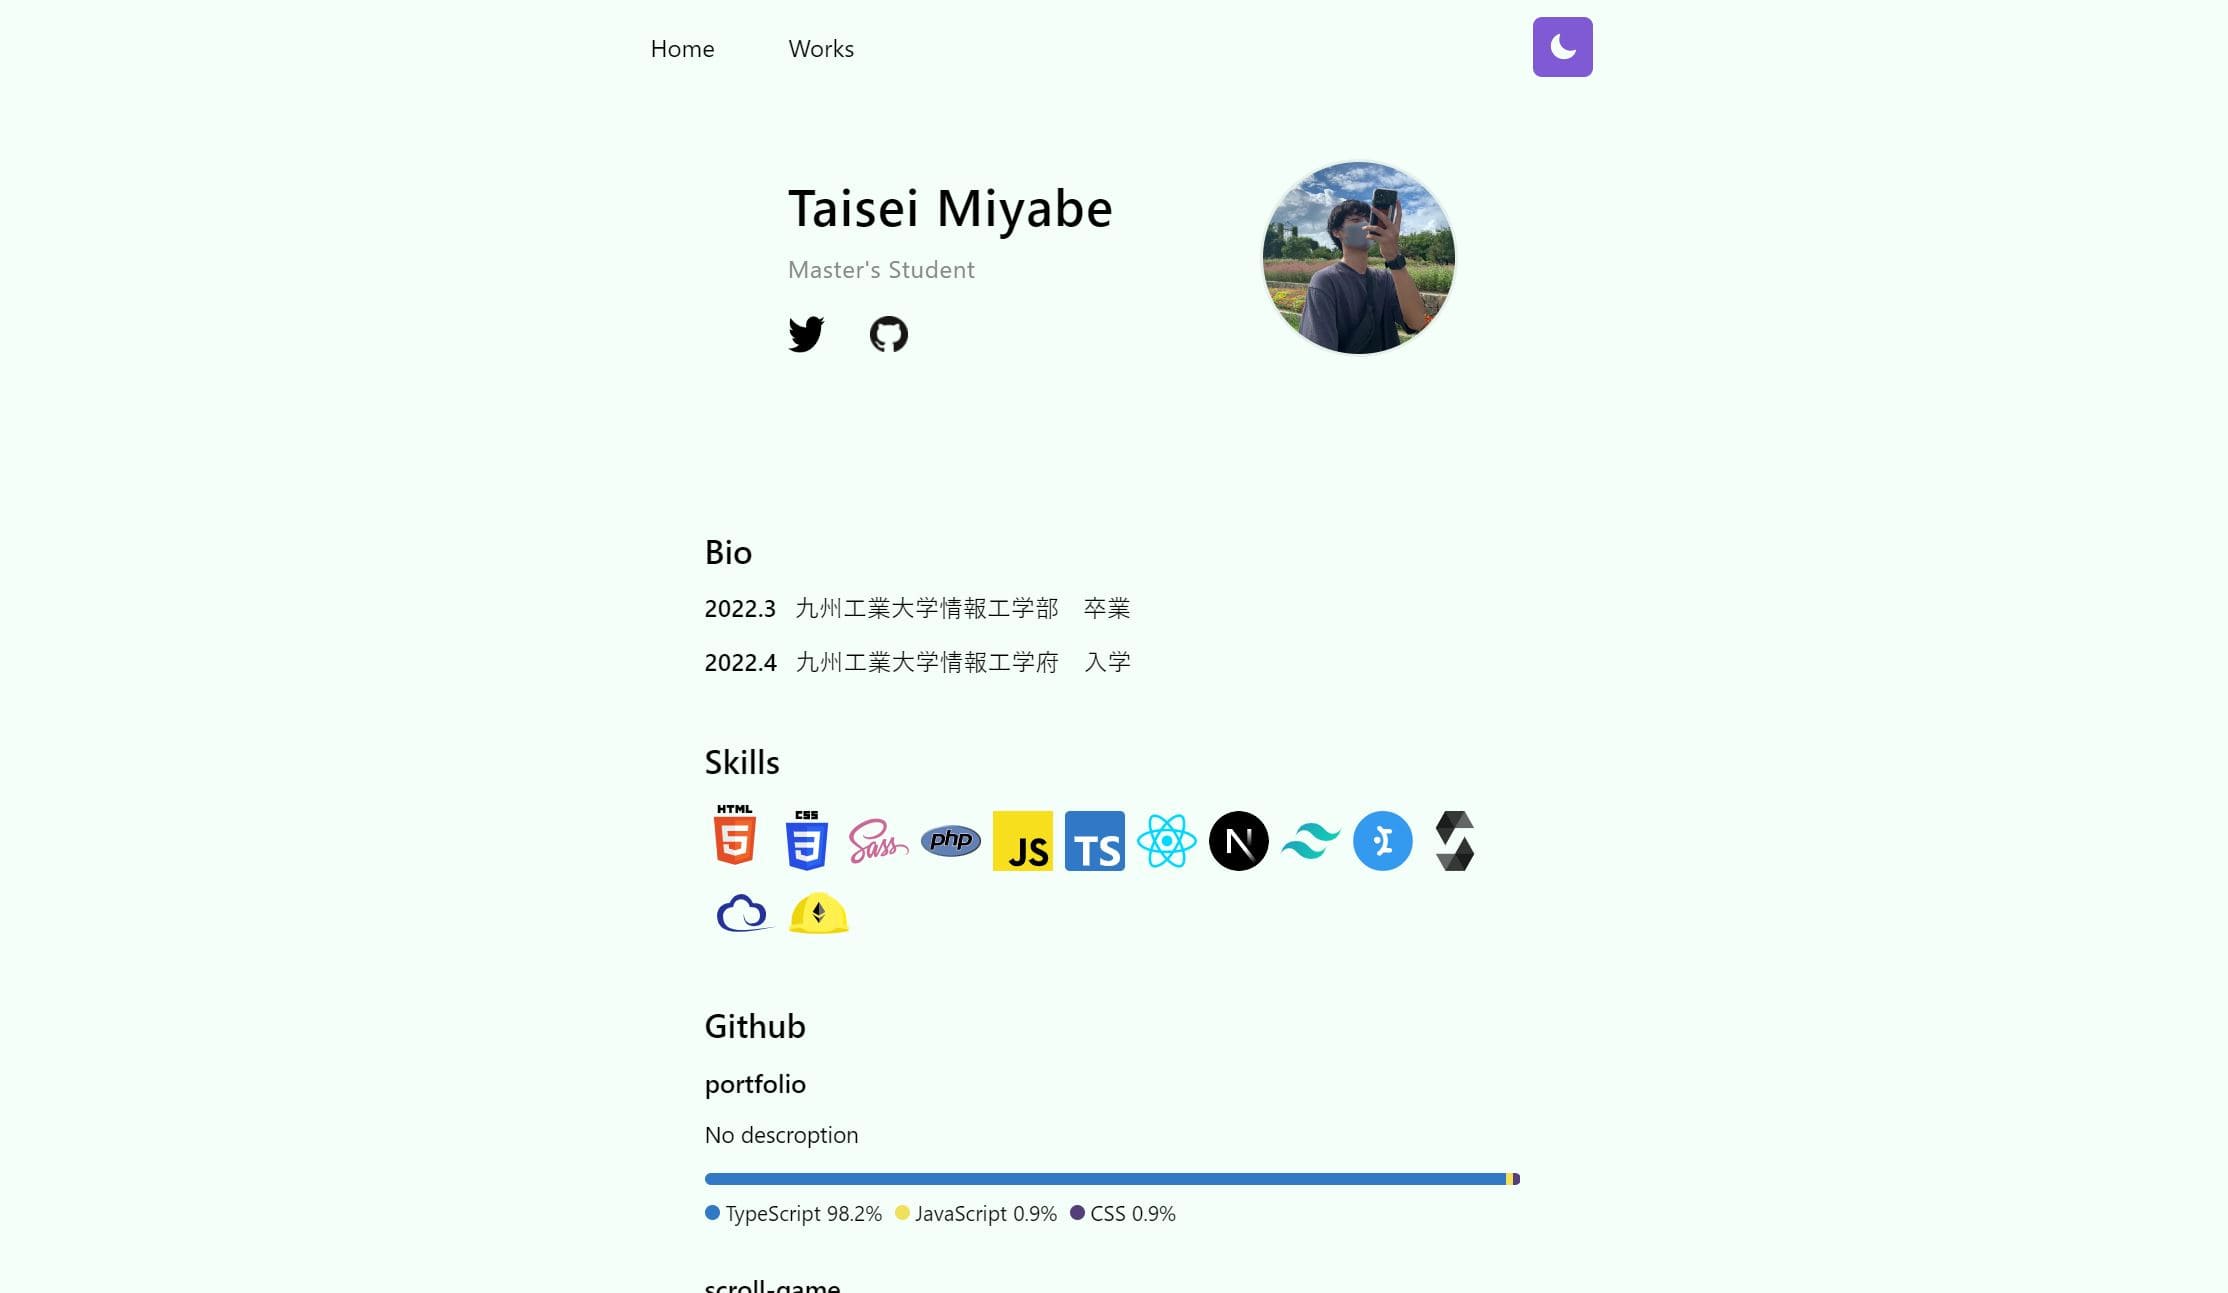 Home Works
Taisei Miyabe
Master's Student
Bio
2022.3 九州工業大学情報工学部　卒業
2022.4 九州工業大学情報工学府　入学
Skills
HTML 5 CSS 3 Sass php JS TS N
Github
portfolio
No descroption
TypeScript 98.2% JavaScript 0.9% CSS 0.9%
scroll-game